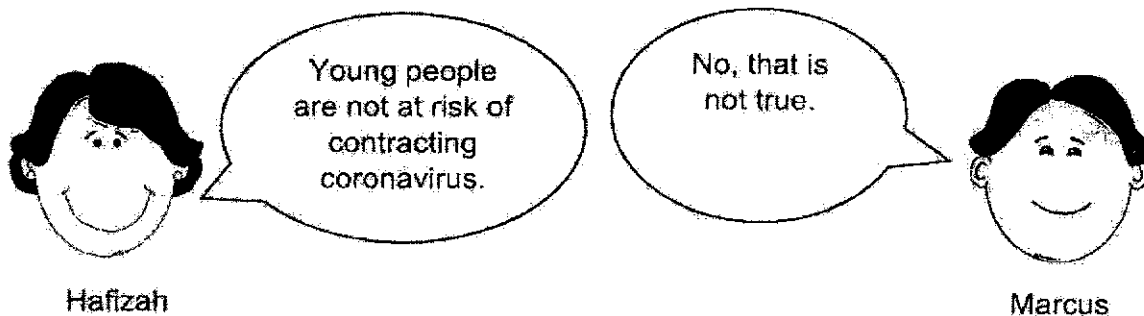 Young people
are not at risk of
contracting
coronavirus.
No, that is
not true.
Hafizah
Marcus